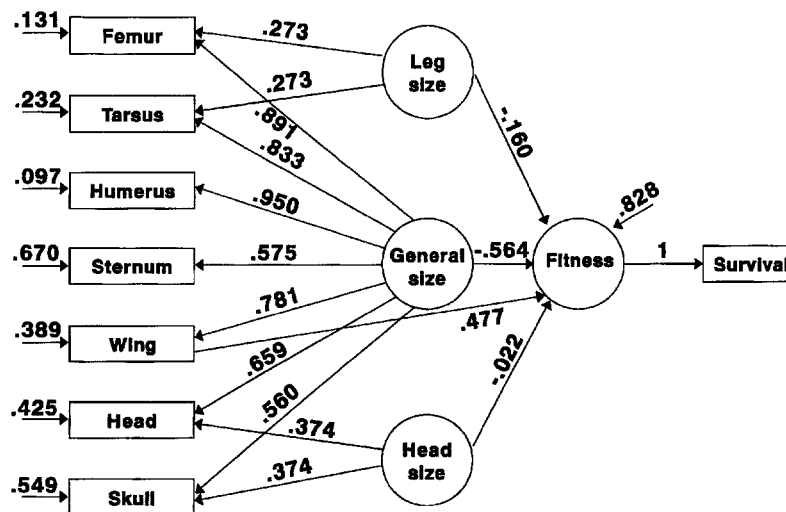 .131
Femur
.273
Leg
size
.232
Tarsus
.273
.891
.833
-.160
.097
Humerus
.950
.828
.670
Sternum
.575
General
size
-.564
Fitness
1
Survival
.389
Wing
.781
.477
.659
-.022
.425
Head
.560
.374
Head
size
.549
Skull
.374